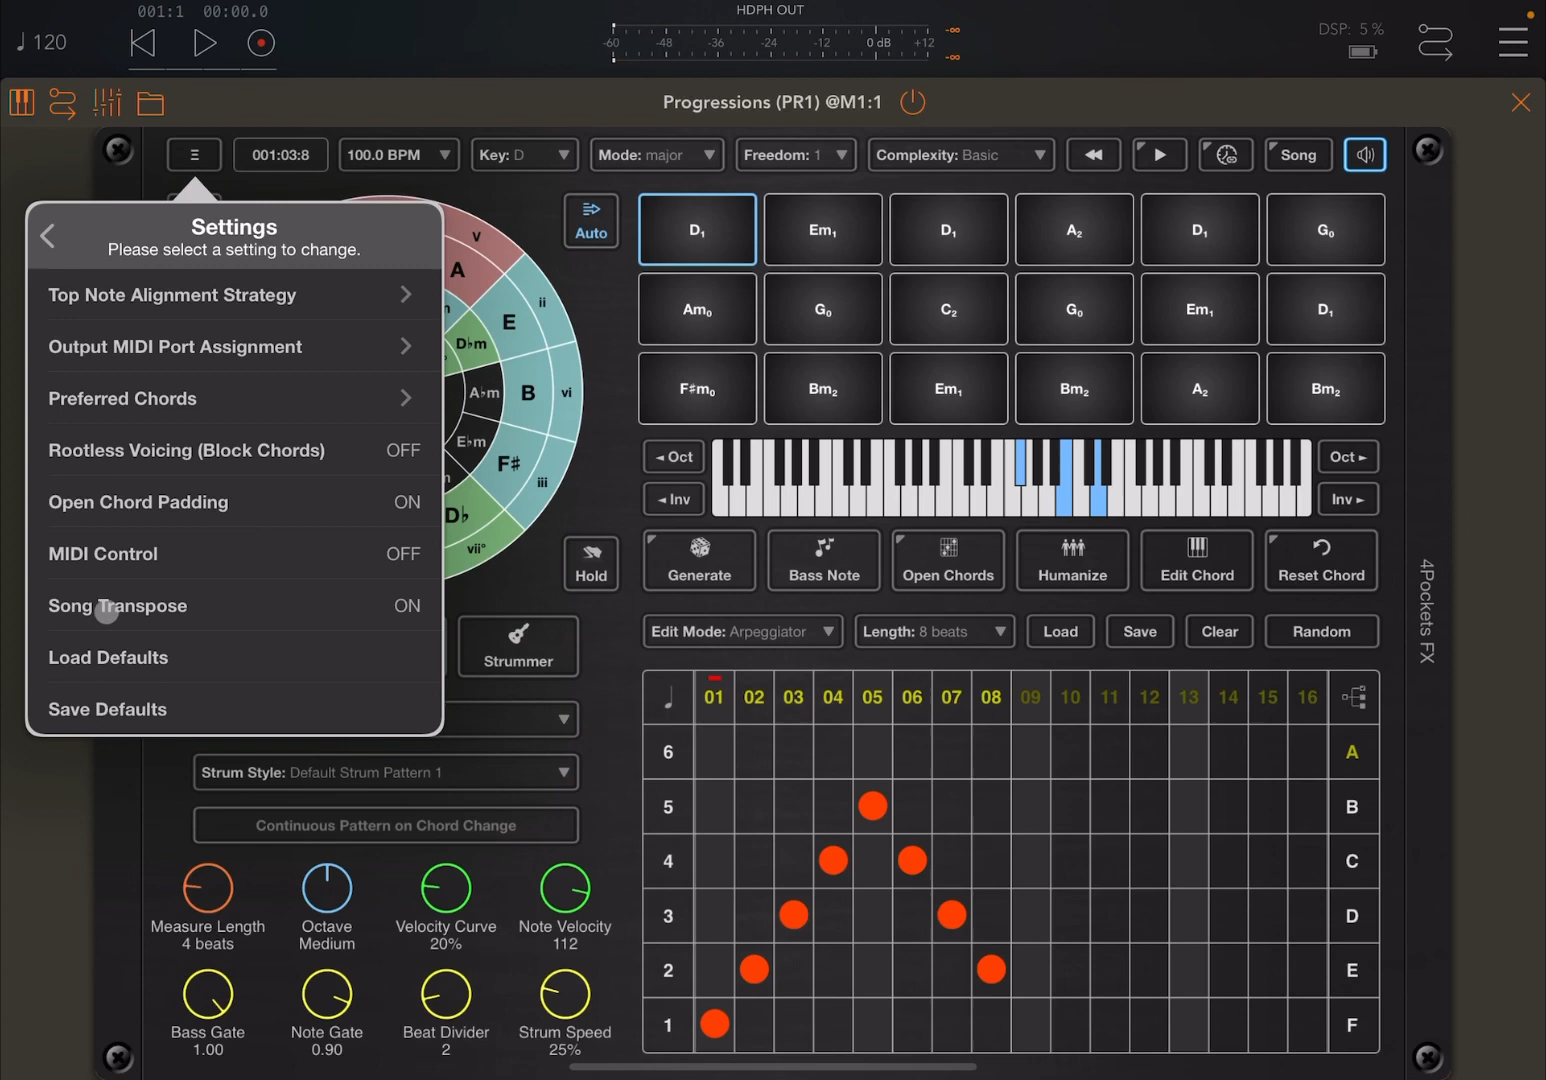 001:1 00:00.0
HDPH OUT
♩ 120
-60 -48 -36 -24 -12 0 dB +12
-∞
-∞
DSP: 5 %
Progressions (PR1) @M1:1
001:03:8
100.0 BPM
Key: D
Mode: major
Freedom: 1
Complexity: Basic
Song
Settings
Please select a setting to change.
Top Note Alignment Strategy
Output MIDI Port Assignment
Preferred Chords
Rootless Voicing (Block Chords) OFF
Open Chord Padding ON
MIDI Control OFF
Song Transpose ON
Load Defaults
Save Defaults
V
A
ii
E
D♭m
A♭m
B
vi
E♭m
F#
iii
D♭
vii°
Auto
Hold
D₁ Em₁ D₁ A₂ D₁ G₀
Am₀ G₀ C₂ G₀ Em₁ D₁
F#m₀ Bm₂ Em₁ Bm₂ A₂ Bm₂
◄ Oct
Oct ►
◄ Inv
Inv ►
Generate
Bass Note
Open Chords
Humanize
Edit Chord
Reset Chord
Strummer
Edit Mode: Arpeggiator
Length: 8 beats
Load
Save
Clear
Random
Strum Style: Default Strum Pattern 1
Continuous Pattern on Chord Change
♩ 01 02 03 04 05 06 07 08 09 10 11 12 13 14 15 16
6 A
5 B
4 C
3 D
2 E
1 F
Measure Length
4 beats
Octave
Medium
Velocity Curve
20%
Note Velocity
112
Bass Gate
1.00
Note Gate
0.90
Beat Divider
2
Strum Speed
25%
4Pockets FX